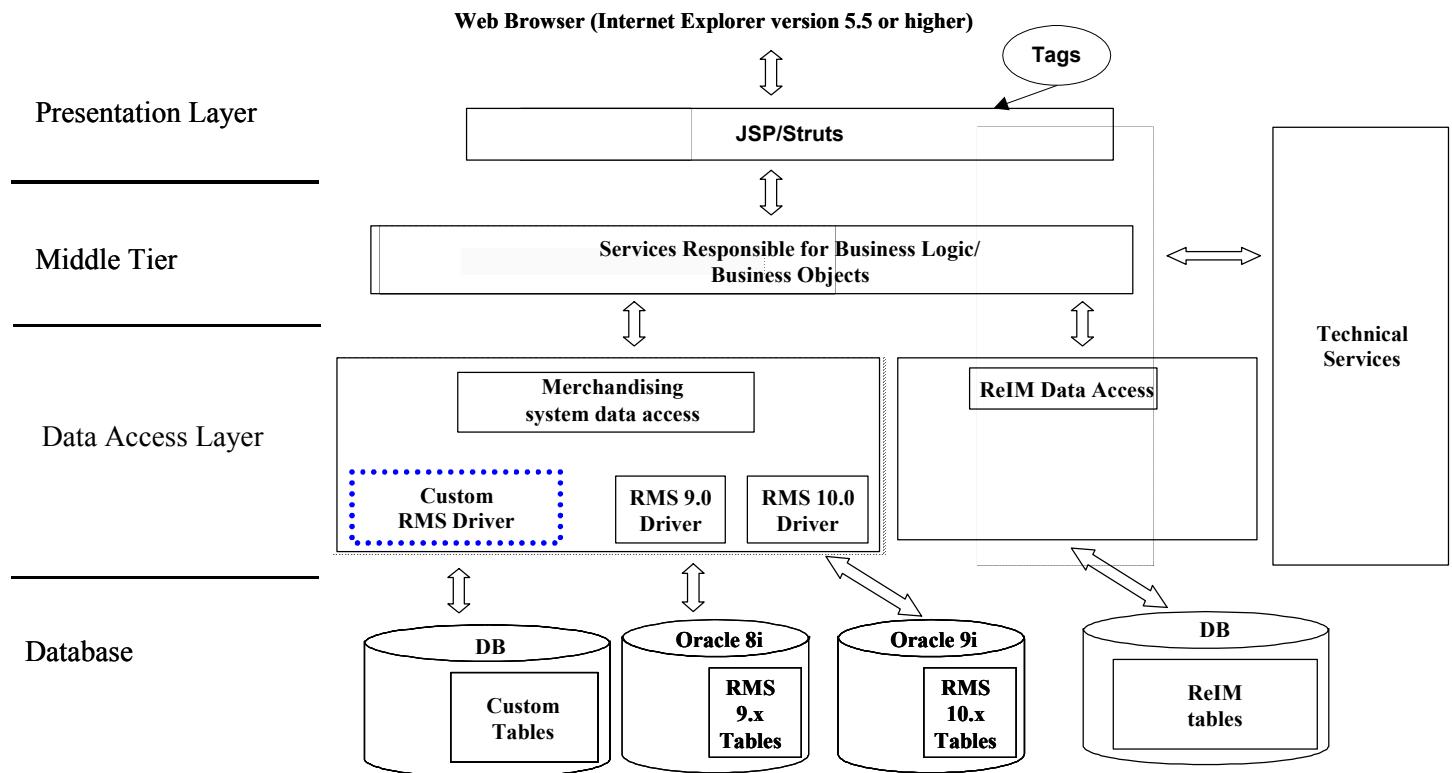 Web Browser (Internet Explorer version 5.5 or higher)
Tags
Presentation Layer
JSP/Struts
Middle Tier
Services Responsible for Business Logic/
Business Objects
Technical
Services
Data Access Layer
Merchandising
system data access
ReIM Data Access
Custom
RMS Driver
RMS 9.0
Driver
RMS 10.0
Driver
Database
DB
Custom
Tables
Oracle 8i
RMS
9.x
Tables
Oracle 9i
RMS
10.x
Tables
DB
ReIM
tables